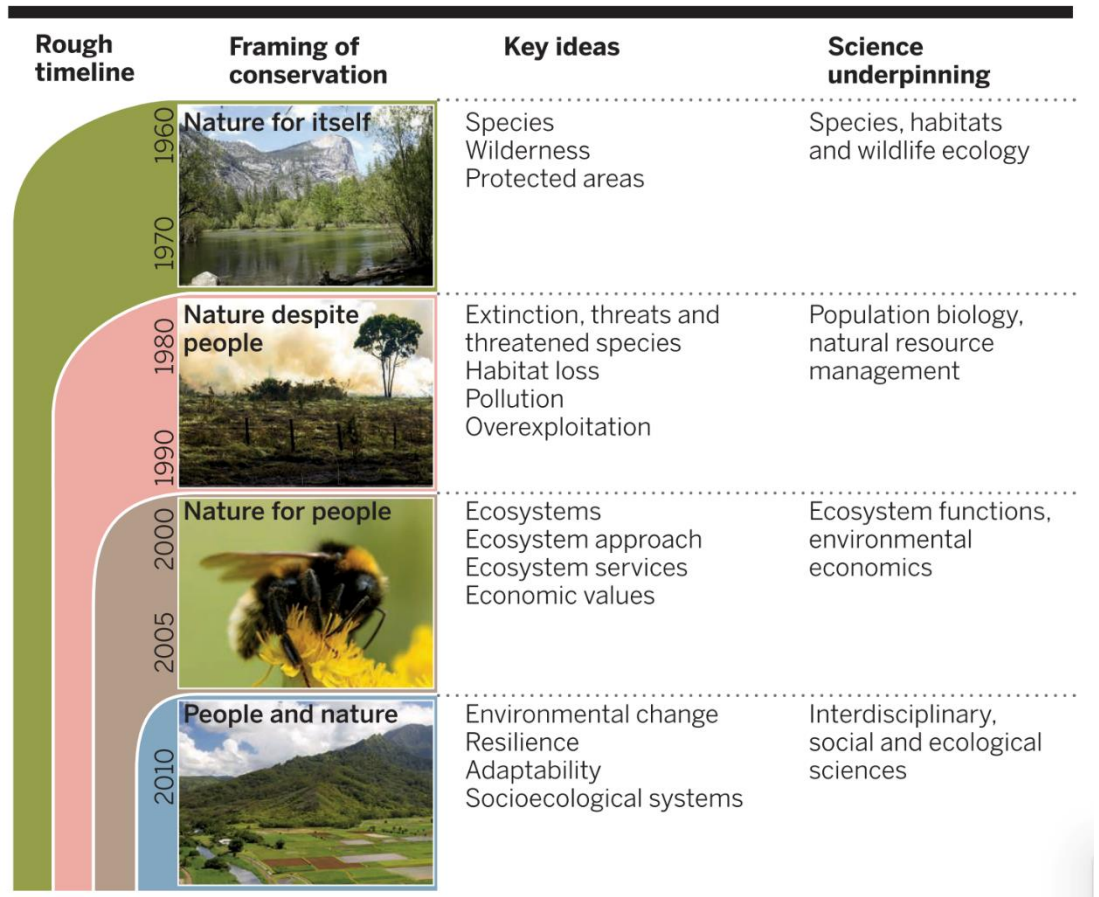 Rough
timeline
Framing of
conservation
Key ideas
Science
underpinning
1960
1970
Nature for itself
Species
Wilderness
Protected areas
Species, habitats
and wildlife ecology
1980
1990
Nature despite
people
Extinction, threats and
threatened species
Habitat loss
Pollution
Overexploitation
Population biology,
natural resource
management
2000
2005
Nature for people
Ecosystems
Ecosystem approach
Ecosystem services
Economic values
Ecosystem functions,
environmental
economics
2010
People and nature
Environmental change
Resilience
Adaptability
Socioecological systems
Interdisciplinary,
social and ecological
sciences